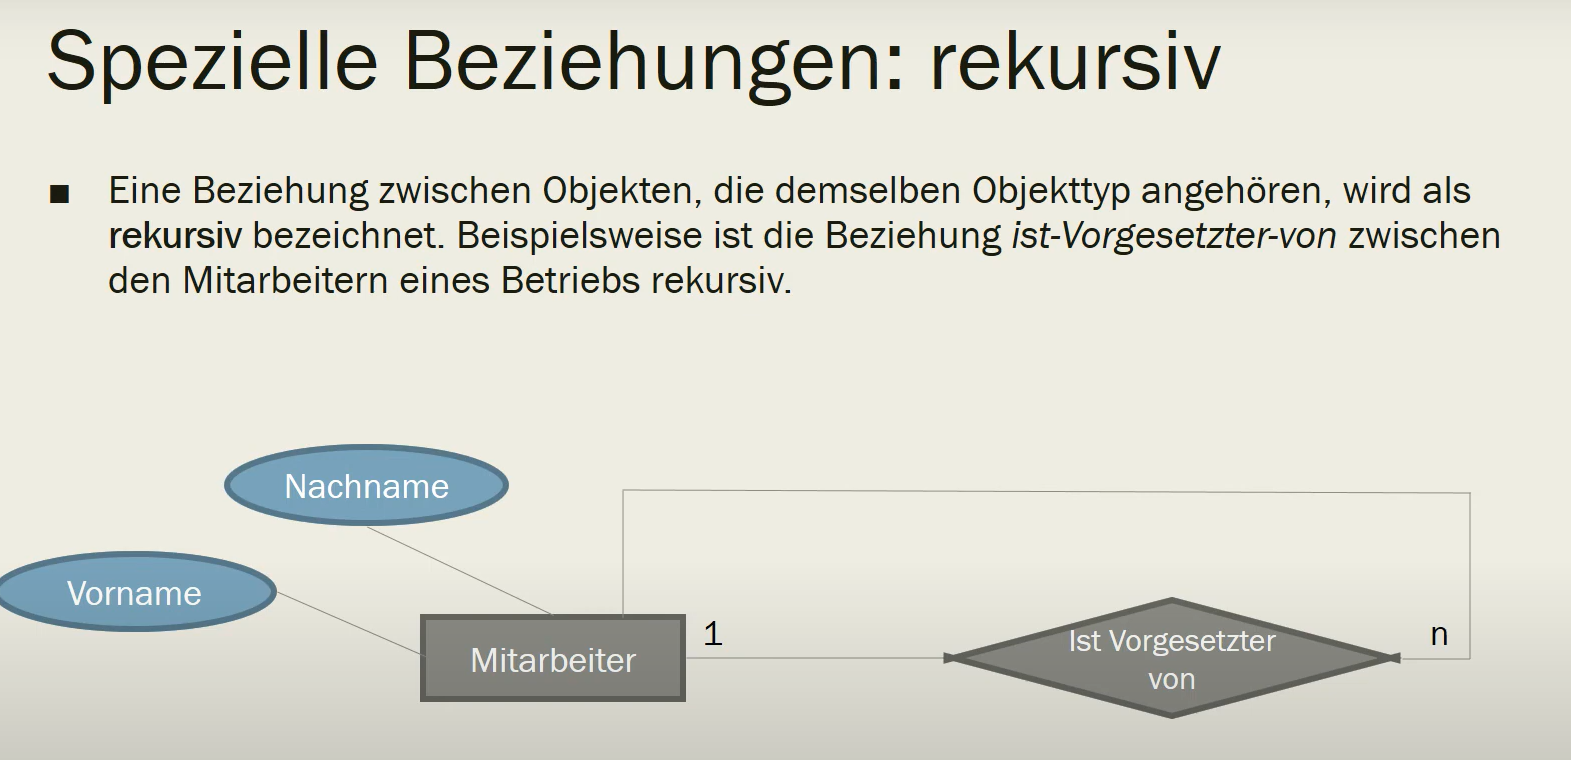 Spezielle Beziehungen: rekursiv
■ Eine Beziehung zwischen Objekten, die demselben Objekttyp angehören, wird als
rekursiv bezeichnet. Beispielsweise ist die Beziehung ist-Vorgesetzter-von zwischen
den Mitarbeitern eines Betriebs rekursiv.
Nachname
Vorname
Mitarbeiter
1
Ist Vorgesetzter
von
n